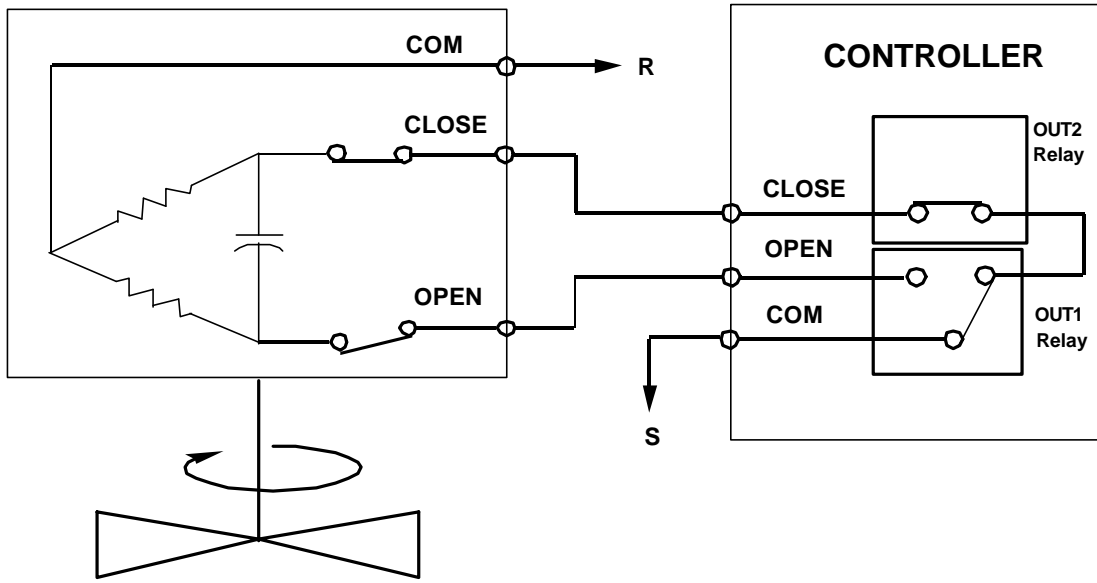 COM
R
CLOSE
OPEN
CONTROLLER
OUT2
Relay
CLOSE
OPEN
COM
OUT1
Relay
S